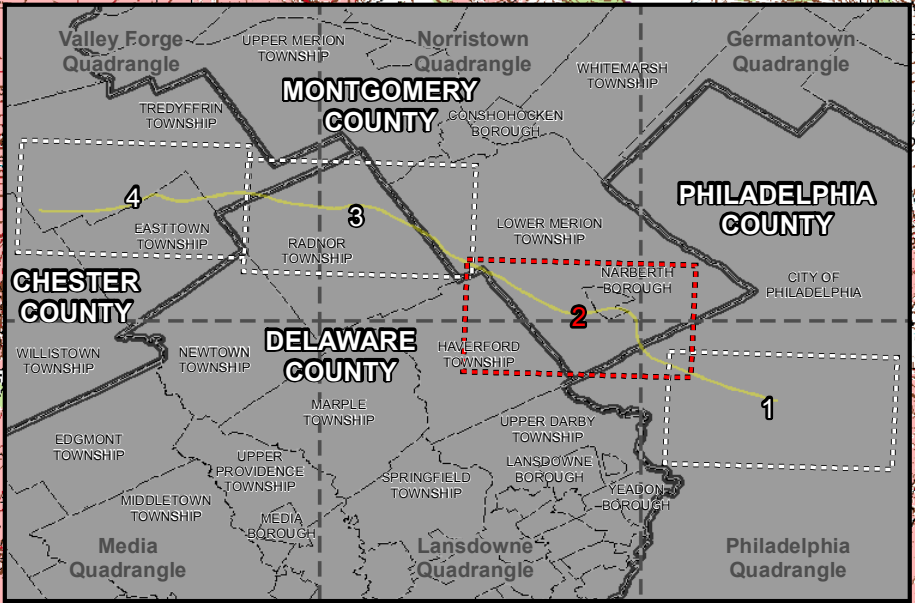 Valley Forge
Quadrangle
UPPER MERION
TOWNSHIP
Norristown
Quadrangle
Germantown
Quadrangle
WHITEMARSH
TOWNSHIP
MONTGOMERY
COUNTY
TREDYFFRIN
TOWNSHIP
CONSHOHOCKEN
BOROUGH
PHILADELPHIA
COUNTY
4
3
EASTTOWN
TOWNSHIP
RADNOR
TOWNSHIP
LOWER MERION
TOWNSHIP
CHESTER
COUNTY
NARBERTH
BOROUGH
CITY OF
PHILADELPHIA
2
DELAWARE
COUNTY
WILLISTOWN
TOWNSHIP
NEWTOWN
TOWNSHIP
HAVERFORD
TOWNSHIP
1
MARPLE
TOWNSHIP
UPPER DARBY
TOWNSHIP
EDGMONT
TOWNSHIP
UPPER
PROVIDENCE
TOWNSHIP
SPRINGFIELD
TOWNSHIP
LANSDOWNE
BOROUGH
YEADON
BOROUGH
MIDDLETOWN
TOWNSHIP
MEDIA
BOROUGH
Media
Quadrangle
Lansdowne
Quadrangle
Philadelphia
Quadrangle